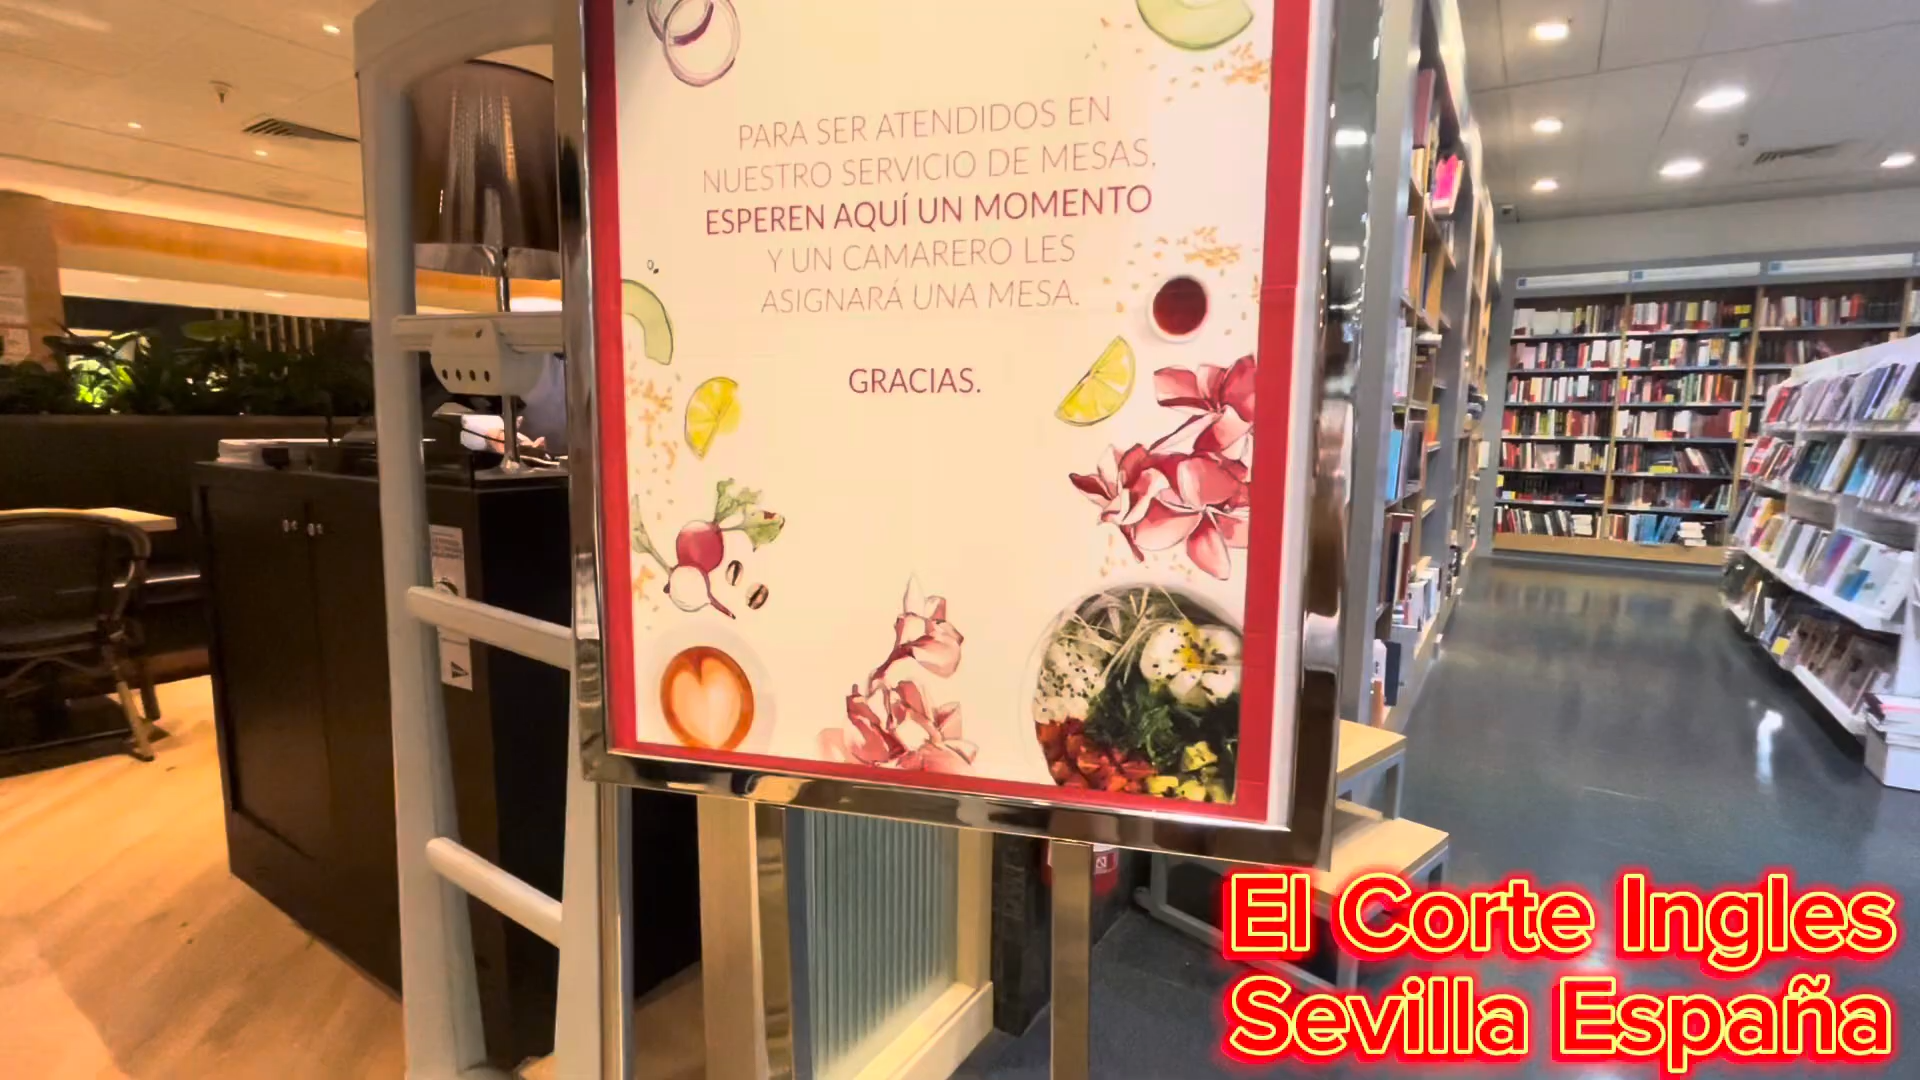 PARA SER ATENDIDOS EN
NUESTRO SERVICIO DE MESAS,
ESPEREN AQUÍ UN MOMENTO
Y UN CAMARERO LES
ASIGNARÁ UNA MESA.
GRACIAS.
El Corte Ingles
Sevilla España